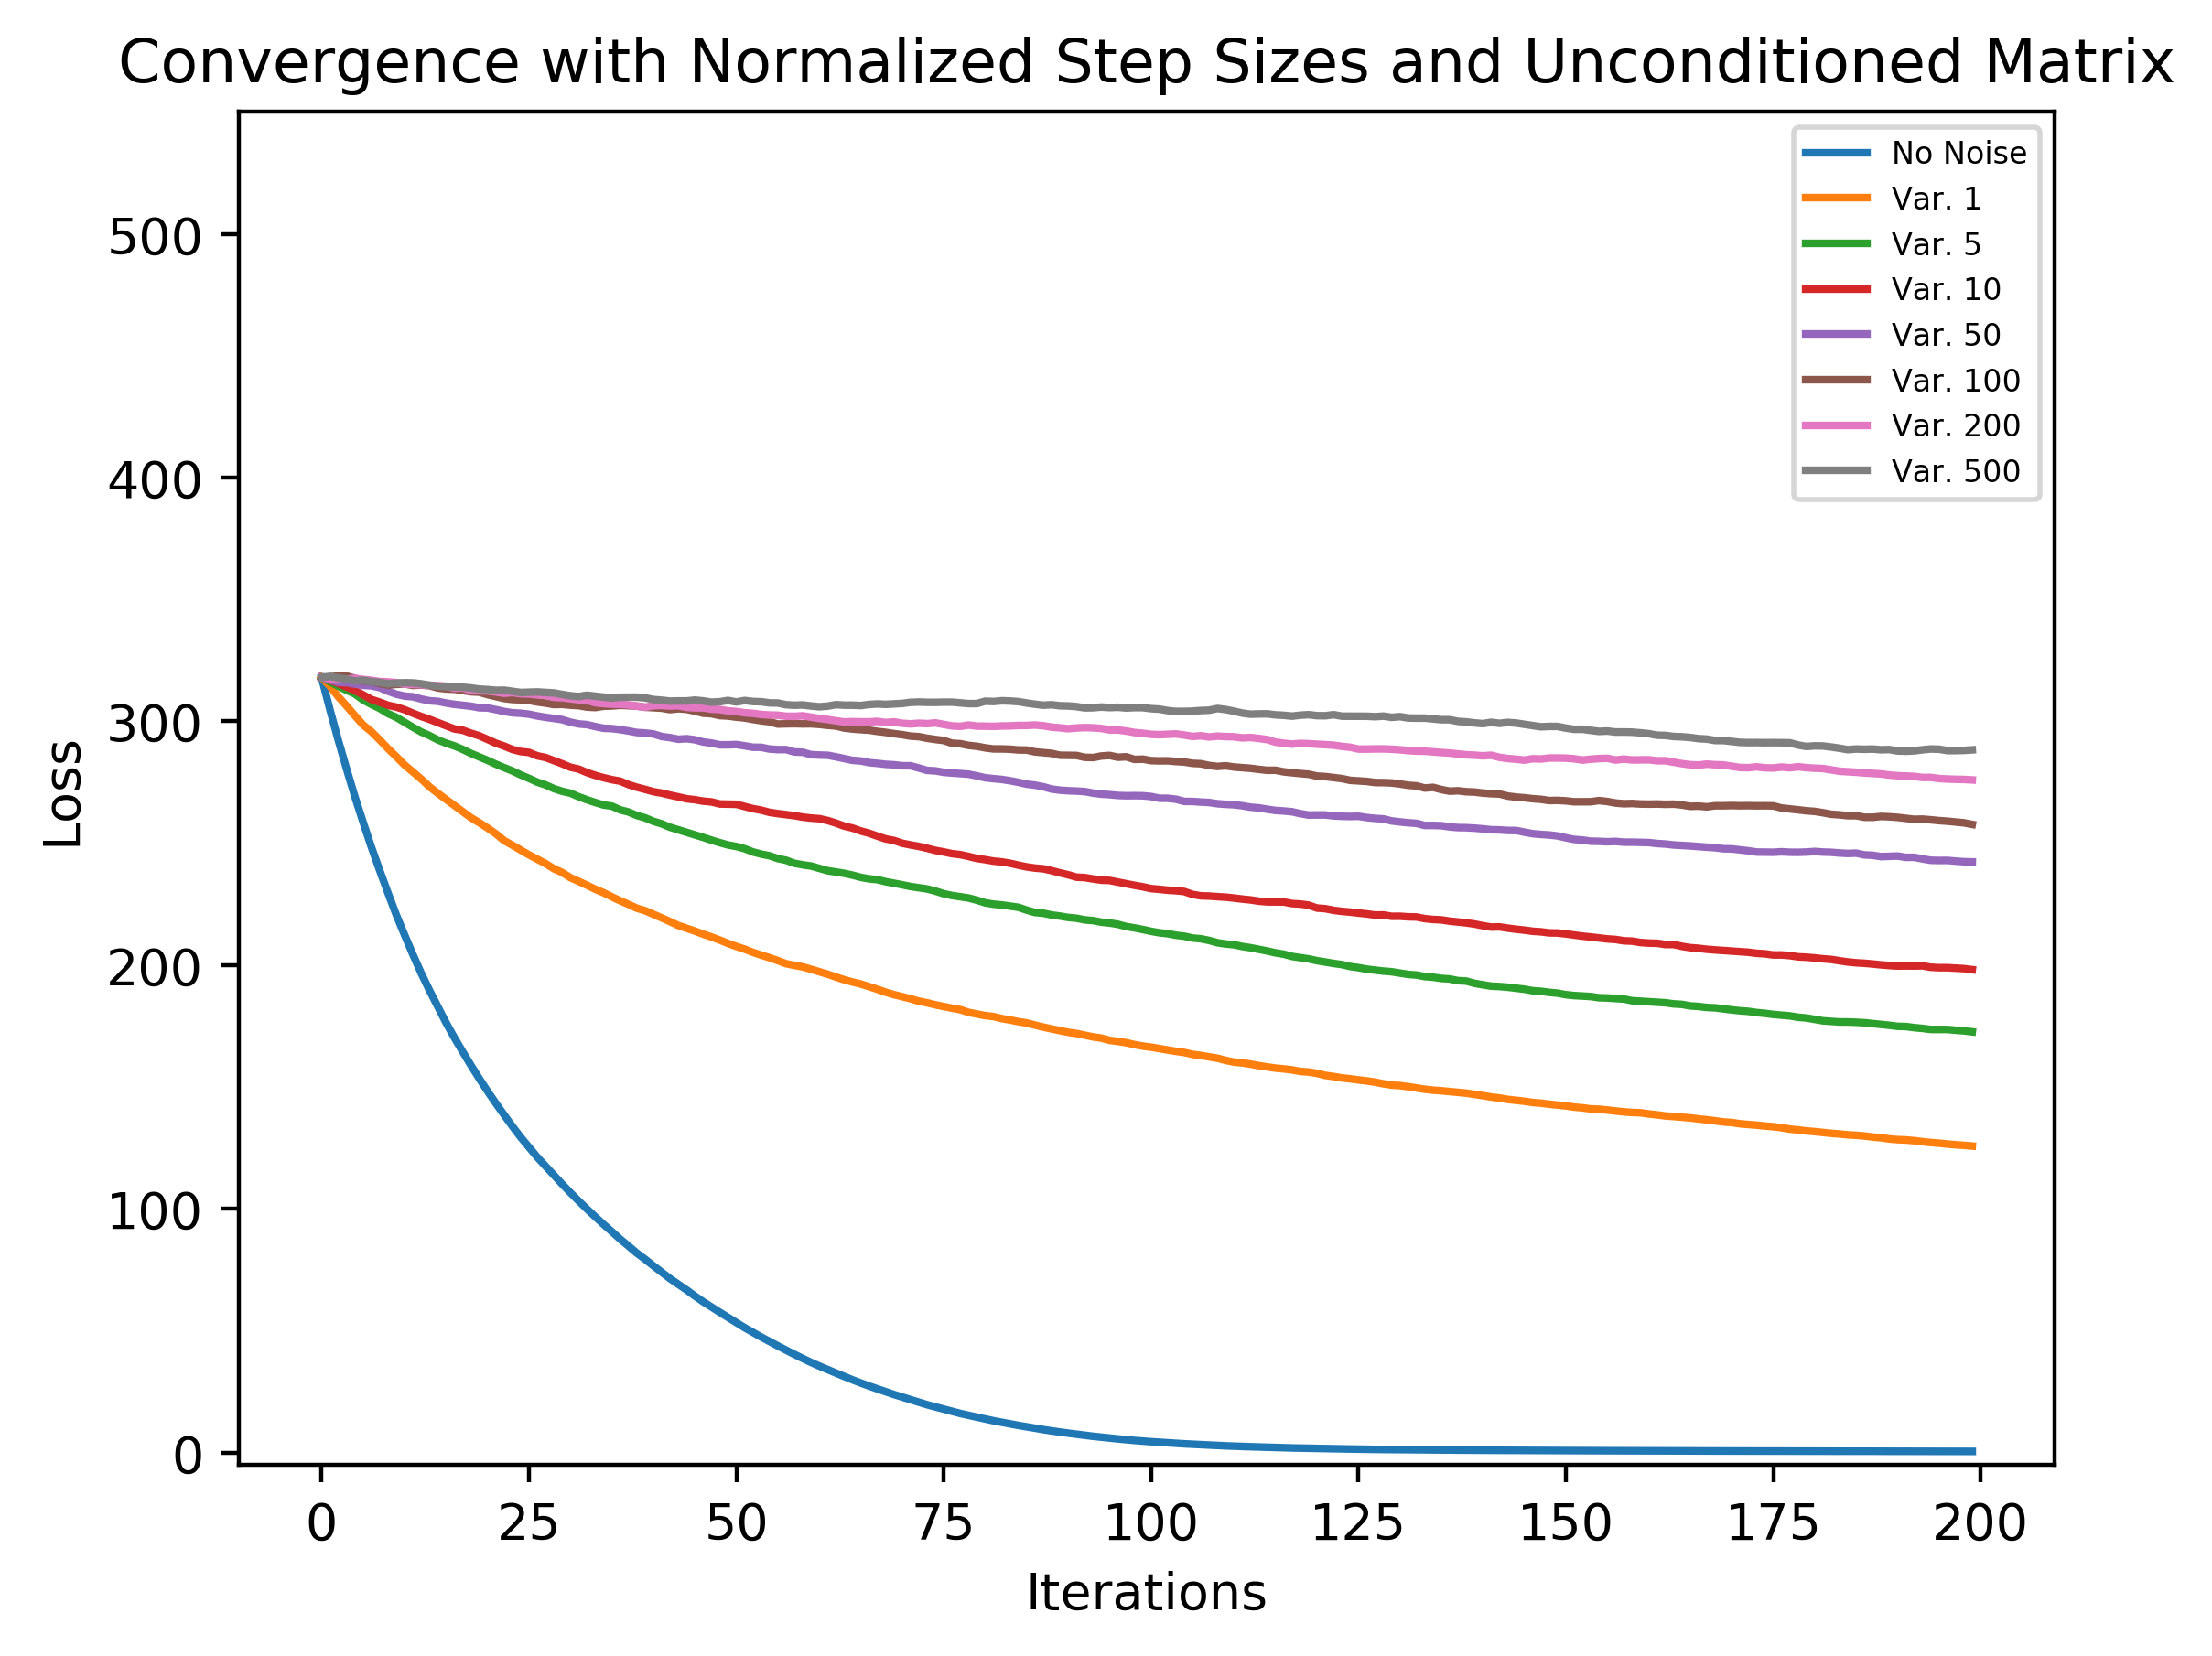 Convergence with Normalized Step Sizes and Unconditioned Matrix
No Noise
Var. 1
Var. 5
Var. 10
Var. 50
Var. 100
Var. 200
Var. 500
500
400
300
200
100
0
Loss
0 25 50 75 100 125 150 175 200
Iterations